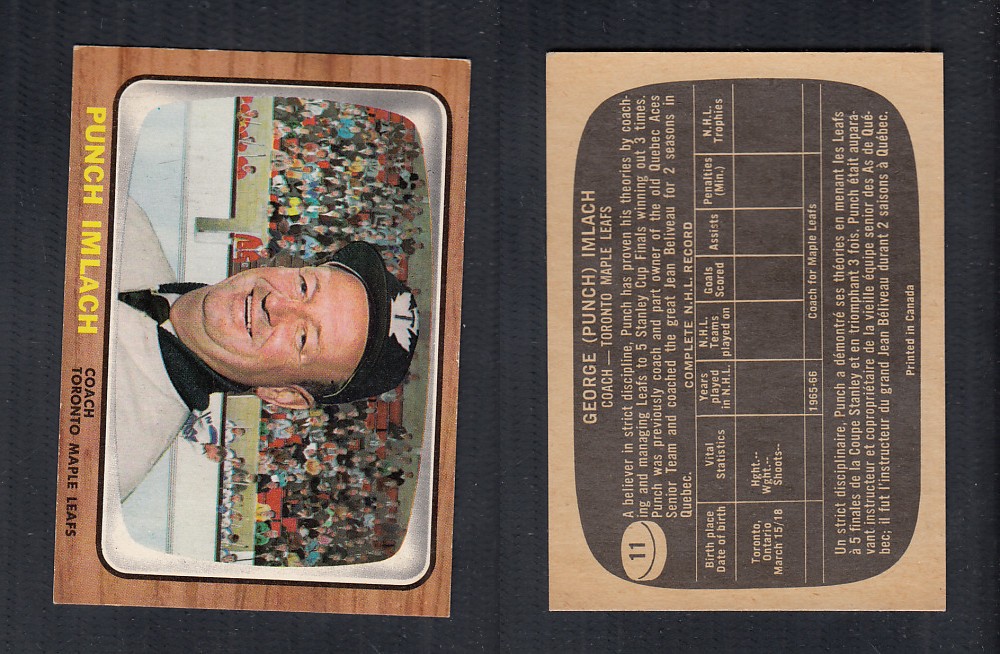 PUNCH IMLACH
COACH
TORONTO MAPLE LEAFS
11
GEORGE (PUNCH) IMLACH
COACH — TORONTO MAPLE LEAFS
A believer in strict discipline, Punch has proven his theories by coach-
ing and managing Leafs to 5 Stanley Cup Finals winning out 3 times.
Punch was previously coach and part owner of the old Quebec Aces
Senior Team and coached the great Jean Beliveau for 2 seasons in
Quebec.
COMPLETE N.H.L. RECORD
Birth place
Date of birth
Vital
Statistics
Years
played
in N.H.L.
N.H.L.
Teams
played on
Goals
Scored
Assists
Penalties
(Min.)
N.H.L.
Trophies
Toronto,
Ontario
March 15/18
Hght.--
Wght.--
Shoots--
1965-66
Coach for Maple Leafs
Un strict disciplinaire, Punch a démontré ses théories en menant les Leafs
à 5 finales de la Coupe Stanley et en triomphant 3 fois. Punch était aupara-
vant instructeur et copropriétaire de la vieille équipe senior des As de Qué-
bec; il fut l'instructeur du grand Jean Béliveau durant 2 saisons à Québec.
Printed in Canada